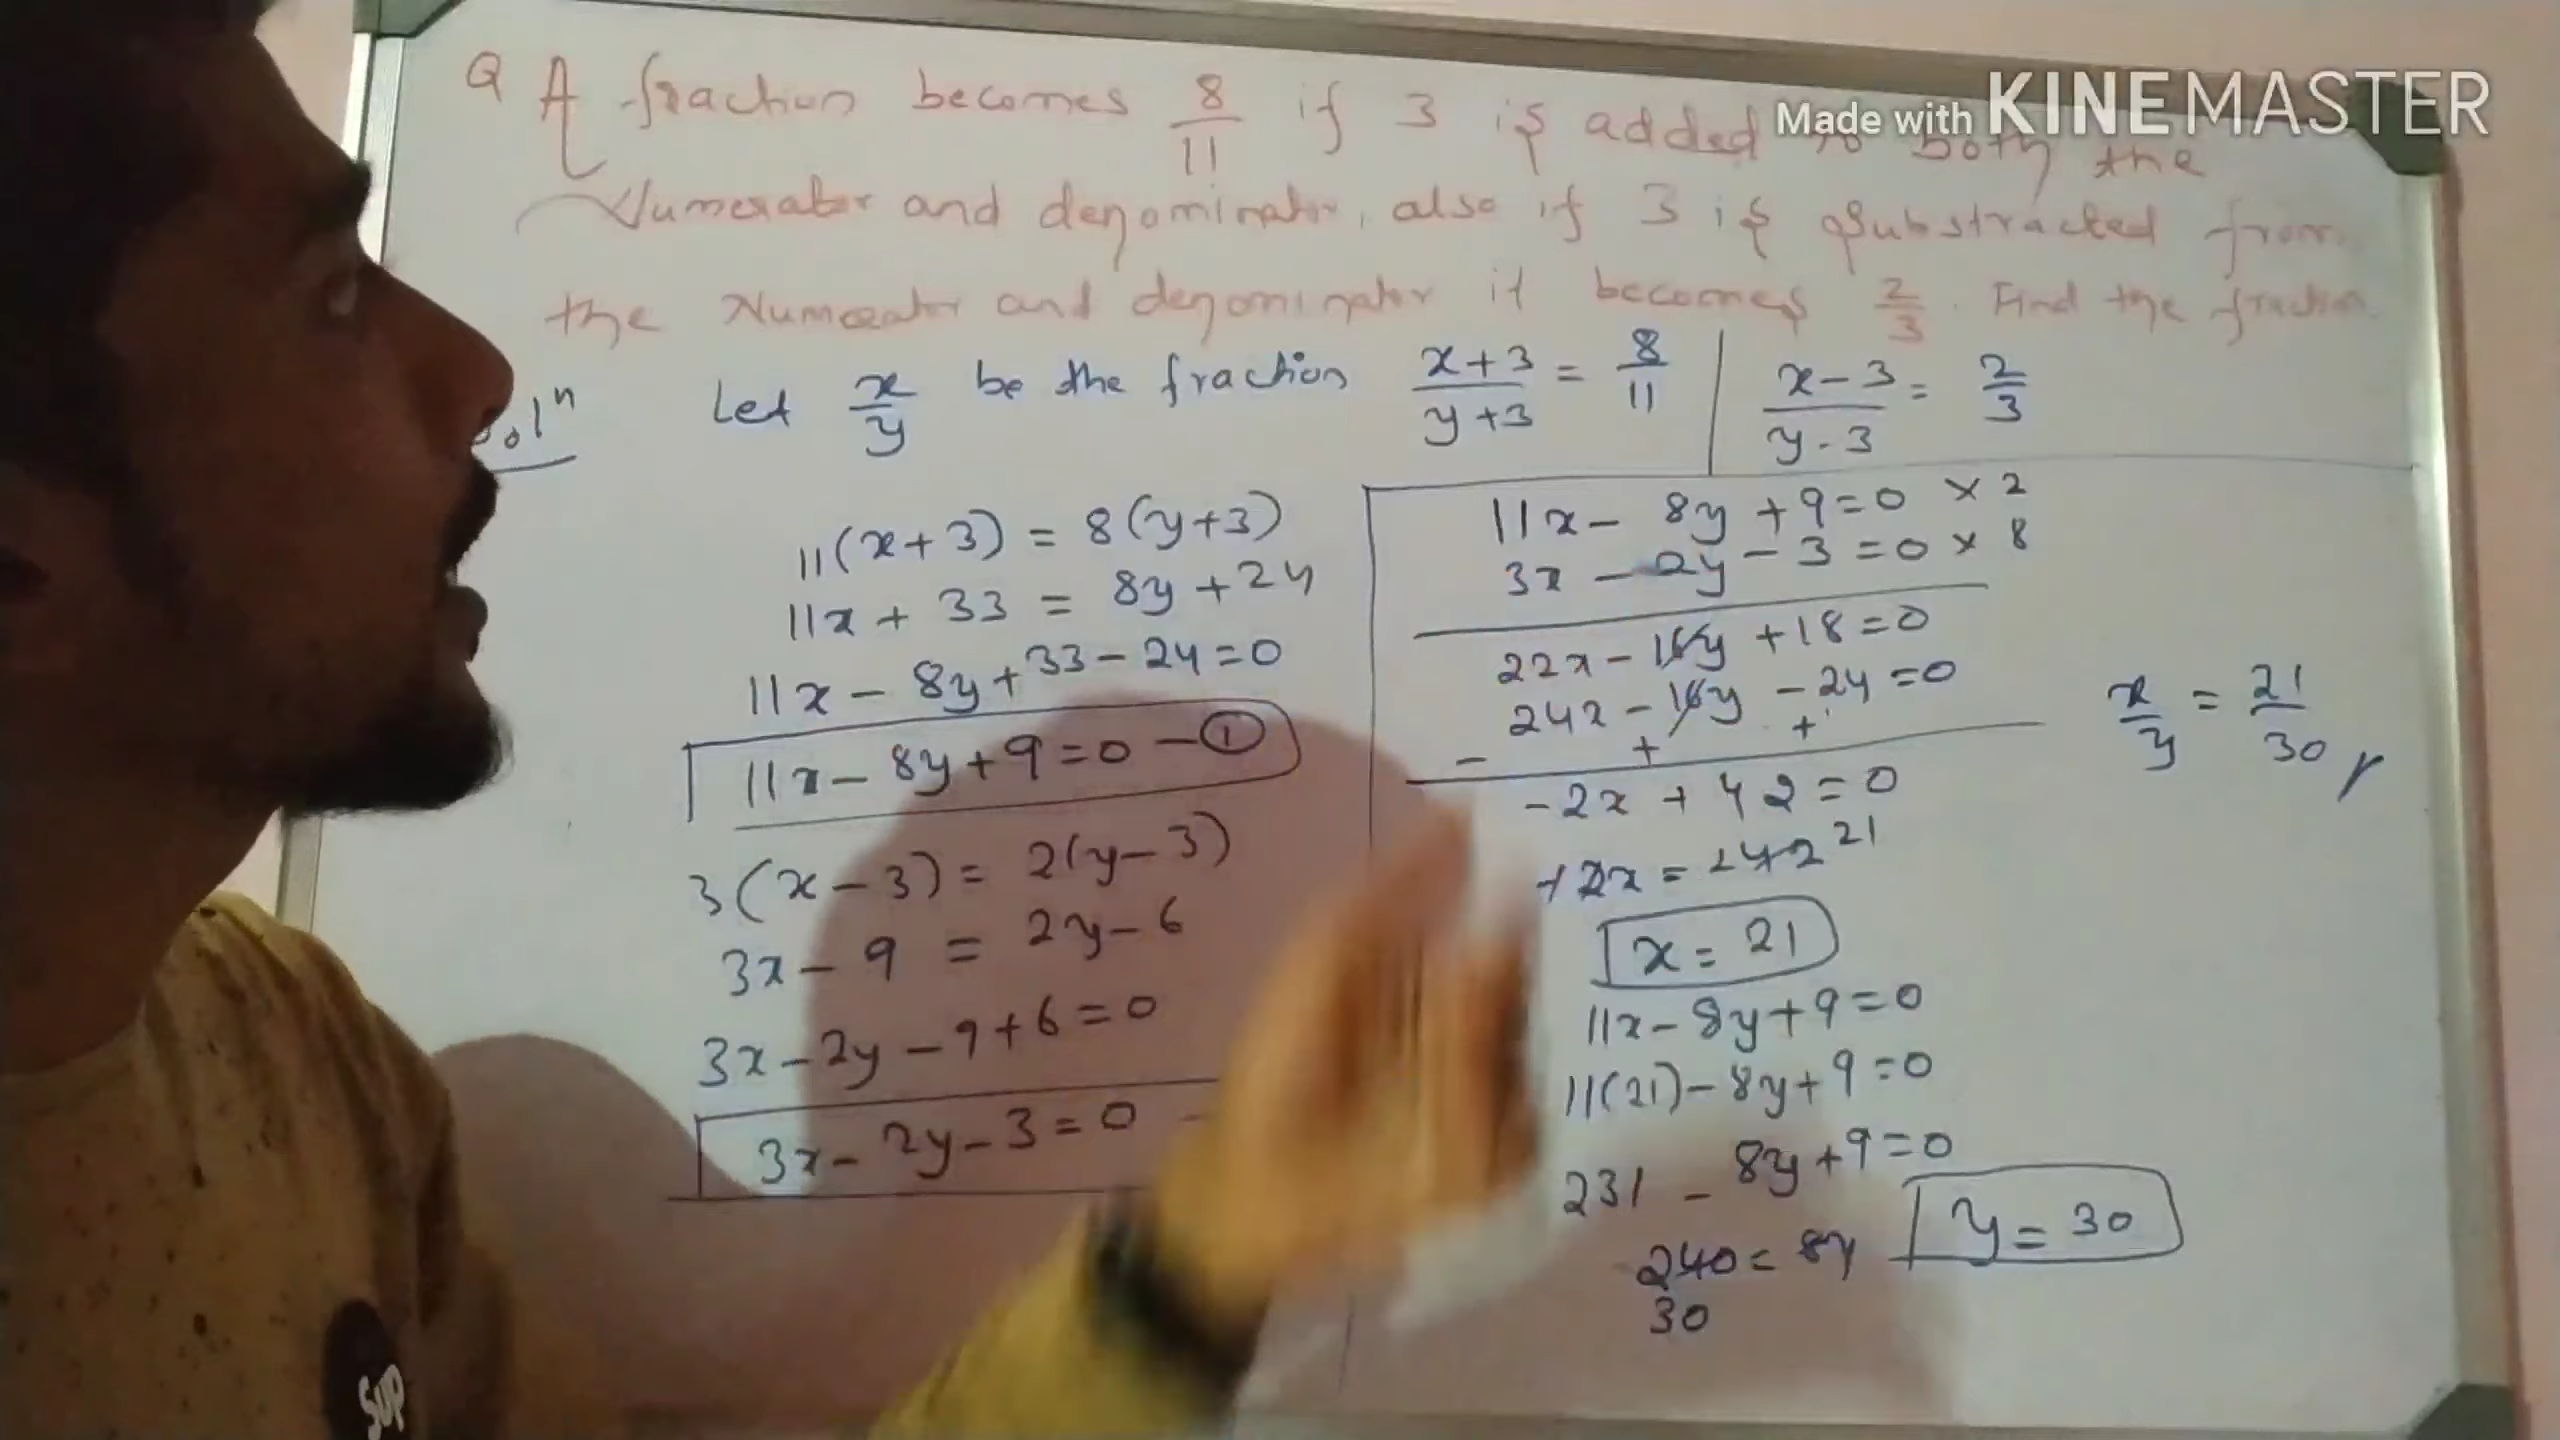 Made with KINEMASTER
Q A fraction becomes 8/11 if 3 is added to both the
Numerator and denominator, also if 3 is Substracted from
the Numerator and denominator it becomes 2/3. Find the fraction
Solⁿ Let x/y be the fraction x+3/y+3 = 8/11 | x-3/y-3 = 2/3
11(x+3) = 8(y+3)
11x + 33 = 8y + 24
11x - 8y + 33 - 24 = 0
11x - 8y + 9 = 0 - ①
3(x-3) = 2(y-3)
3x - 9 = 2y - 6
3x - 2y - 9 + 6 = 0
3x - 2y - 3 = 0 -
11x - 8y + 9 = 0 × 2
3x - 2y - 3 = 0 × 8
22x - 16y + 18 = 0
24x - 16y - 24 = 0
- + +
-2x + 42 = 0
+2x = +42 21
x = 21
11x - 8y + 9 = 0
11(21) - 8y + 9 = 0
231 - 8y + 9 = 0
240 = 8y
30
y = 30
x/y = 21/30
SUP